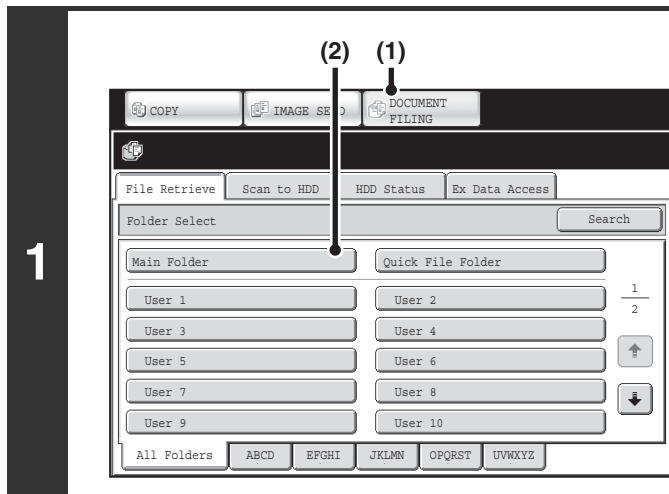 1
(2) (1)
COPY
IMAGE SEND
DOCUMENT
FILING
File Retrieve Scan to HDD HDD Status Ex Data Access
Folder Select Search
Main Folder Quick File Folder
User 1 User 2
User 3 User 4
User 5 User 6
User 7 User 8
User 9 User 10
1
2
All Folders ABCD EFGHI JKLMN OPQRST UVWXYZ